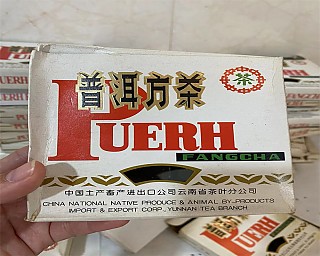 普洱方茶
茶
PUERH
FANGCHA
中国土产畜产进出口公司云南省茶叶分公司
CHINA NATIONAL NATIVE PRODUCE & ANIMAL BY-PRODUCTS
IMPORT & EXPORT CORP., YUNNAN TEA BRANCH